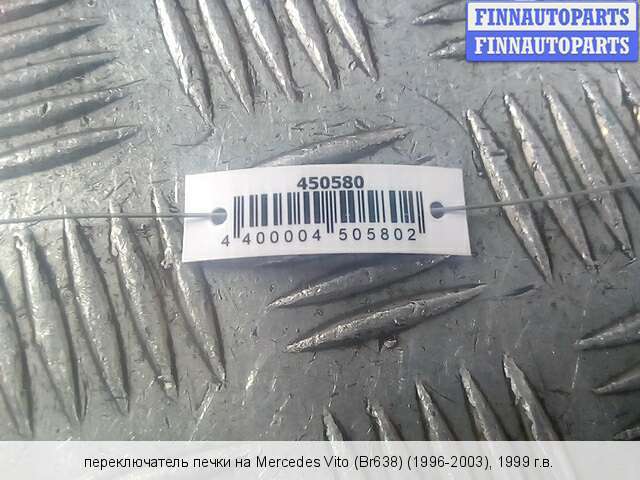 FINNAUTOPARTS
FINNAUTOPARTS
450580
4 400004 505802
переключатель печки на Mercedes Vito (Br638) (1996-2003), 1999 г.в.